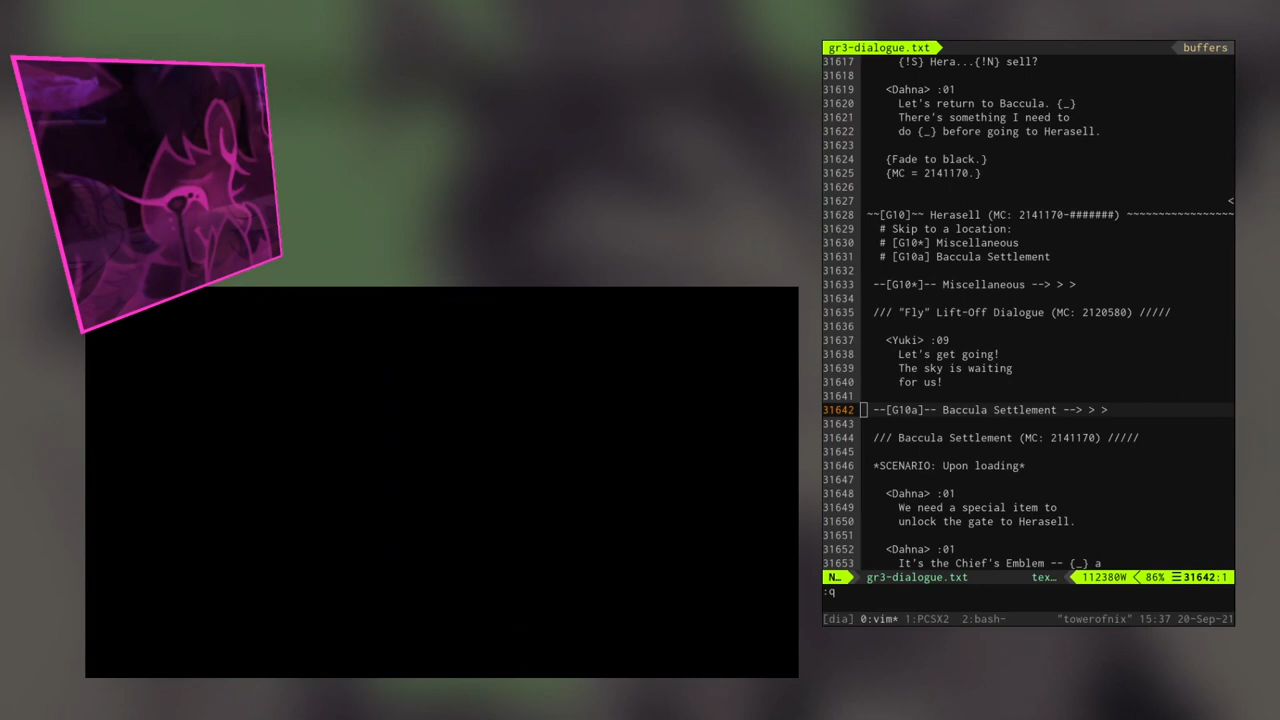 gr3-dialogue.txt
buffers
31617 {!S} Hera...{!N} sell?
31618
31619 <Dahna> :01
31620 Let's return to Baccula. {_}
31621 There's something I need to
31622 do {_} before going to Herasell.
31623
31624 {Fade to black.}
31625 {MC = 2141170.}
31626
31627 <
31628 ~~[G10]~~ Herasell (MC: 2141170-#######) ~~~~~~~~~~~~~~~~~
31629 # Skip to a location:
31630 # [G10*] Miscellaneous
31631 # [G10a] Baccula Settlement
31632
31633 --[G10*]-- Miscellaneous --> > >
31634
31635 /// "Fly" Lift-Off Dialogue (MC: 2120580) /////
31636
31637 <Yuki> :09
31638 Let's get going!
31639 The sky is waiting
31640 for us!
31641
31642 --[G10a]-- Baccula Settlement --> > >
31643
31644 /// Baccula Settlement (MC: 2141170) /////
31645
31646 *SCENARIO: Upon loading*
31647
31648 <Dahna> :01
31649 We need a special item to
31650 unlock the gate to Herasell.
31651
31652 <Dahna> :01
31653 It's the Chief's Emblem -- {_} a
N… gr3-dialogue.txt tex… 112380W 86% ☰31642:1
:q
[dia] 0:vim* 1:PCSX2 2:bash- "towerofnix" 15:37 20-Sep-21